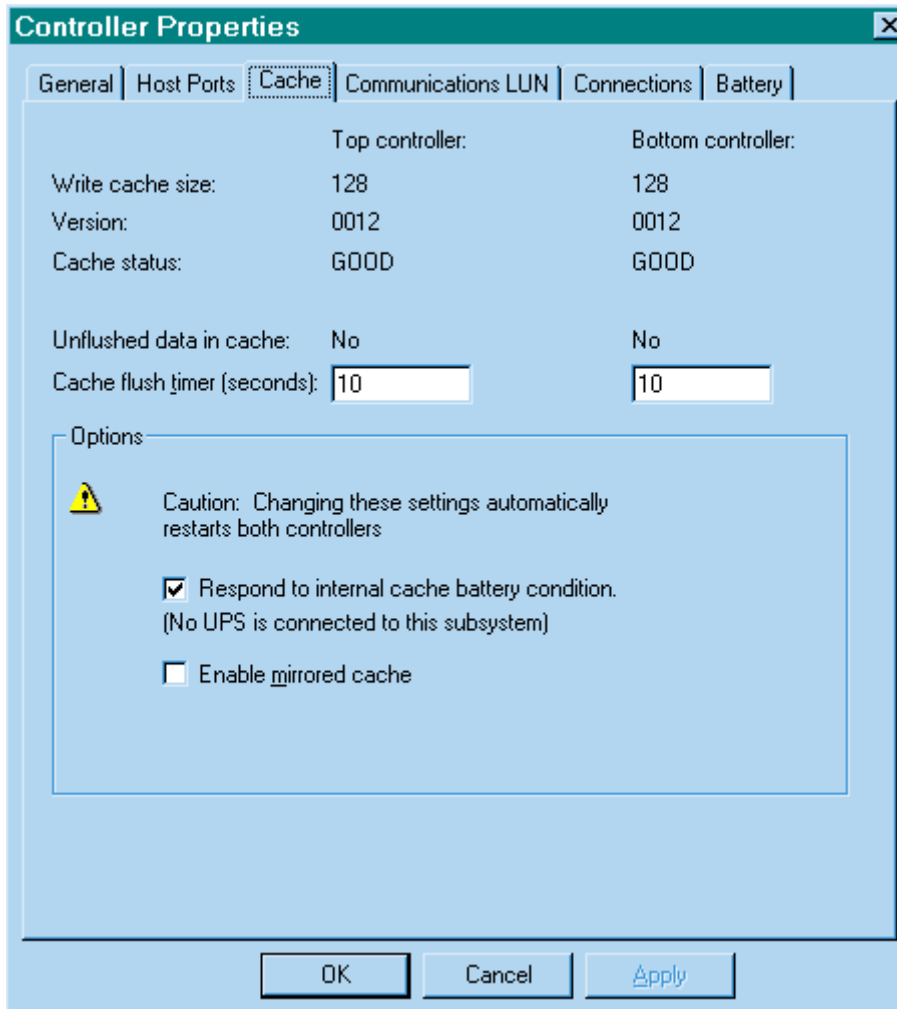 Controller Properties
General Host Ports Cache Communications LUN Connections Battery
Top controller: Bottom controller:
Write cache size: 128 128
Version: 0012 0012
Cache status: GOOD GOOD
Unflushed data in cache: No No
Cache flush timer (seconds): 10 10
Options
Caution: Changing these settings automatically
restarts both controllers
Respond to internal cache battery condition.
(No UPS is connected to this subsystem)
Enable mirrored cache
OK Cancel Apply